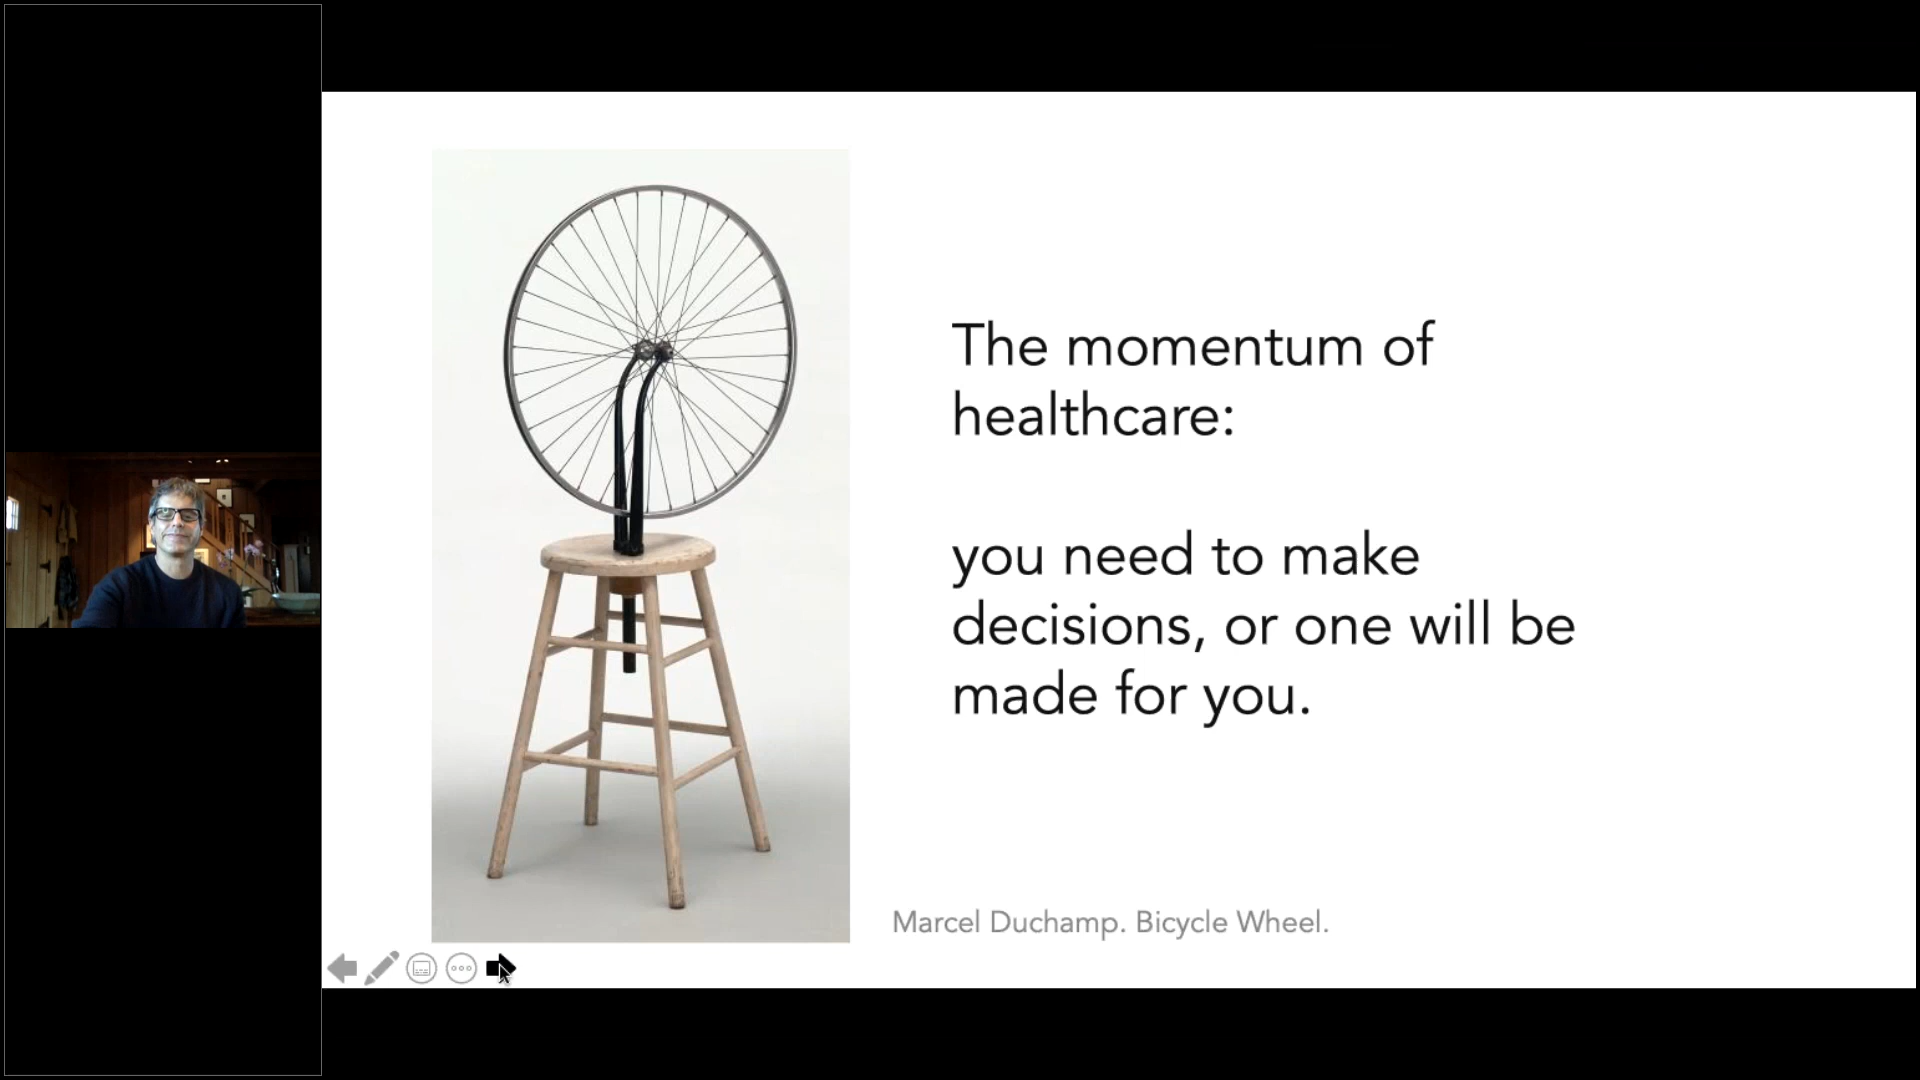 The momentum of
healthcare:
you need to make
decisions, or one will be
made for you.
Marcel Duchamp. Bicycle Wheel.